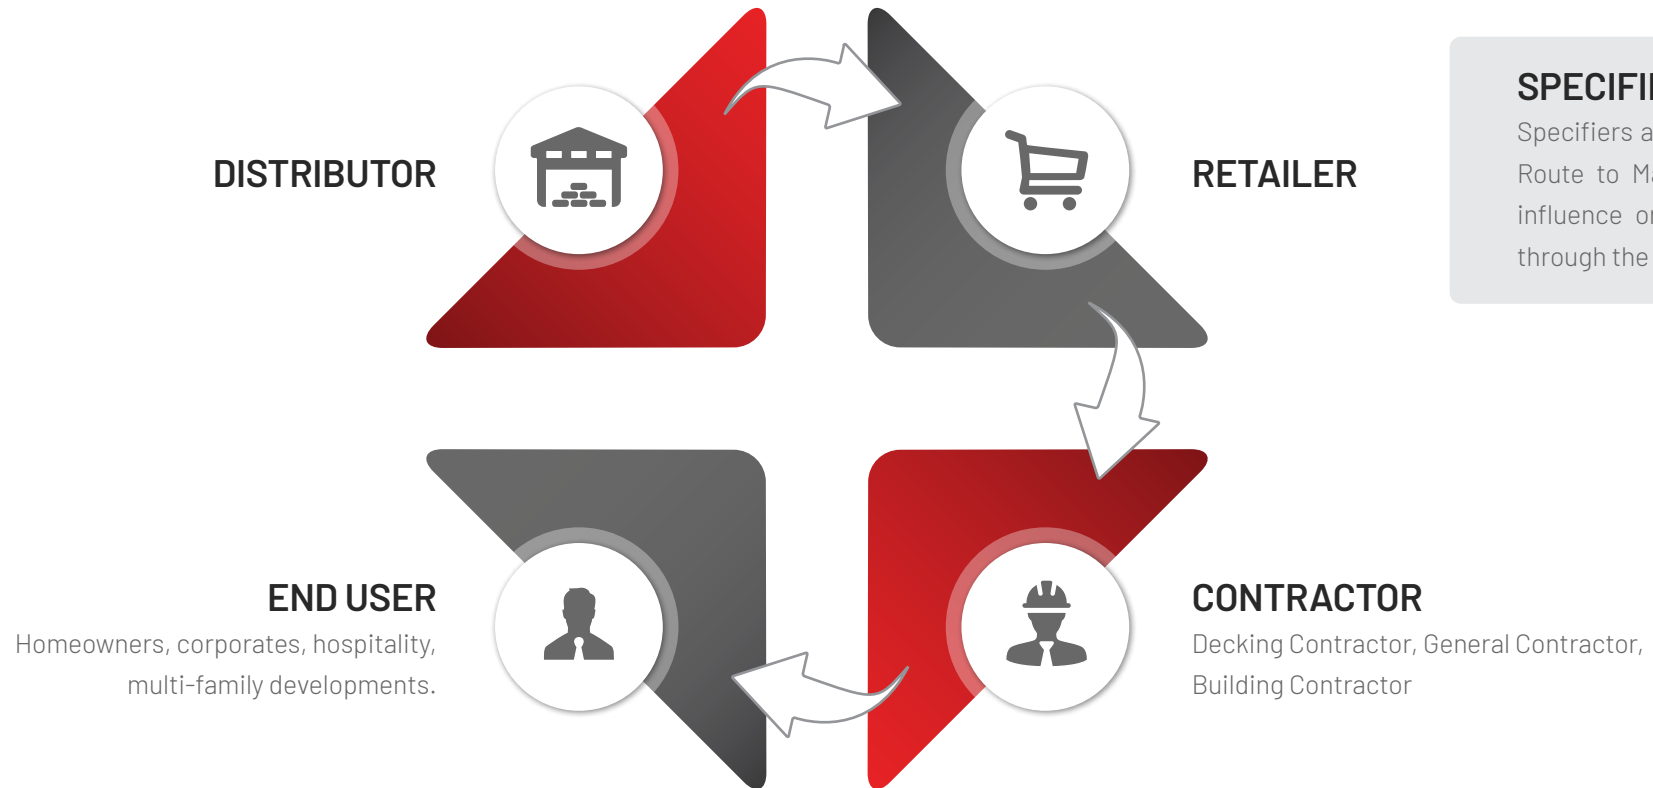 DISTRIBUTOR
RETAILER
Specifiers
Route to
influence
through the
END USER
Homeowners, corporates, hospitality,
multi-family developments.
CONTRACTOR
Decking Contractor, General Contractor,
Building Contractor